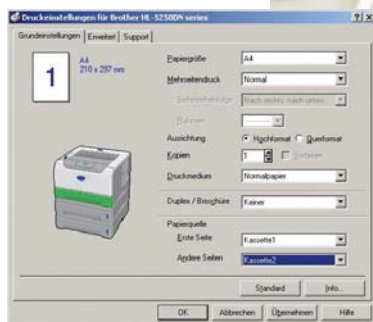 Druckeinstellungen für Brother HL-5250DN series
Grundeinstellungen Erweitert Support
1
A4
210 x 297 mm
Papiergröße A4
Mehrseitendruck Normal
Seitenreihenfolge Nach rechts, nach unten
Rahmen
Ausrichtung Hochformat Querformat
Kopien 1 Sortieren
Druckmedium Normalpapier
Duplex / Broschüre Keiner
Papierquelle
Erste Seite Kassette1
Andere Seiten Kassette2
Standard Info...
OK Abbrechen Übernehmen Hilfe